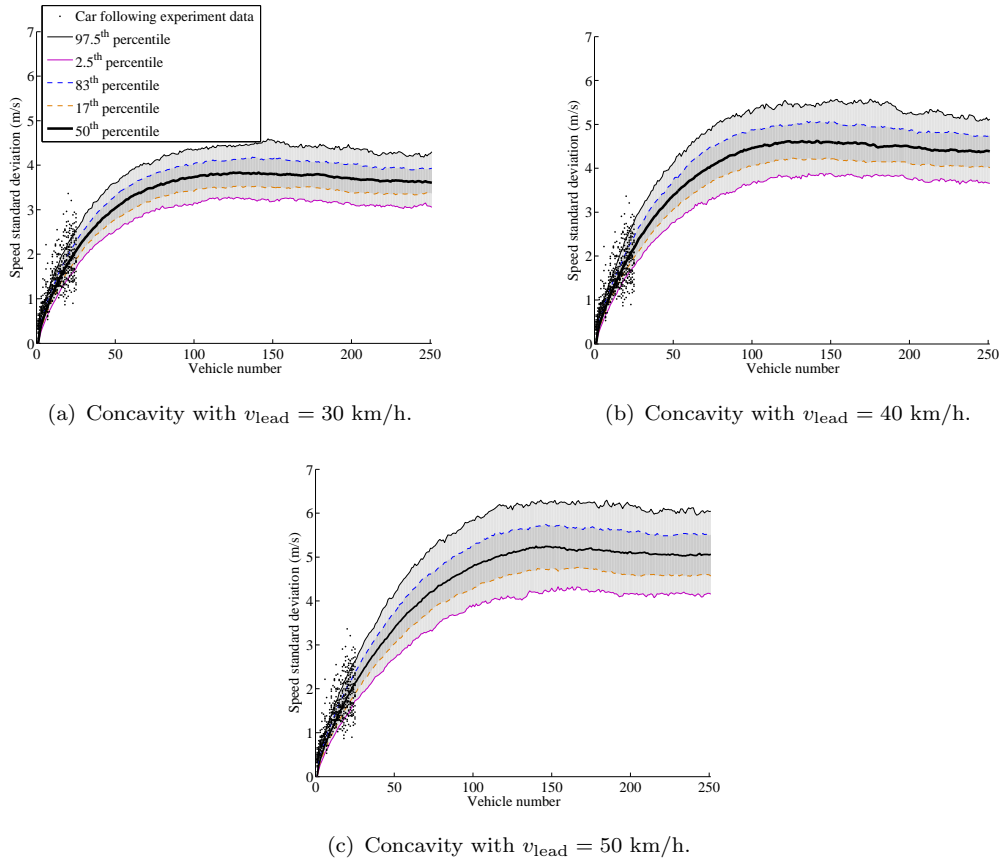 Car following experiment data
97.5th percentile
2.5th percentile
83th percentile
17th percentile
50th percentile
Speed standard deviation (m/s)
7
6
5
4
3
2
1
0
0 50 100 150 200 250
Vehicle number
(a) Concavity with vlead = 30 km/h.
Speed standard deviation (m/s)
7
6
5
4
3
2
1
0
0 50 100 150 200 250
Vehicle number
(b) Concavity with vlead = 40 km/h.
Speed standard deviation (m/s)
7
6
5
4
3
2
1
0
0 50 100 150 200 250
Vehicle number
(c) Concavity with vlead = 50 km/h.